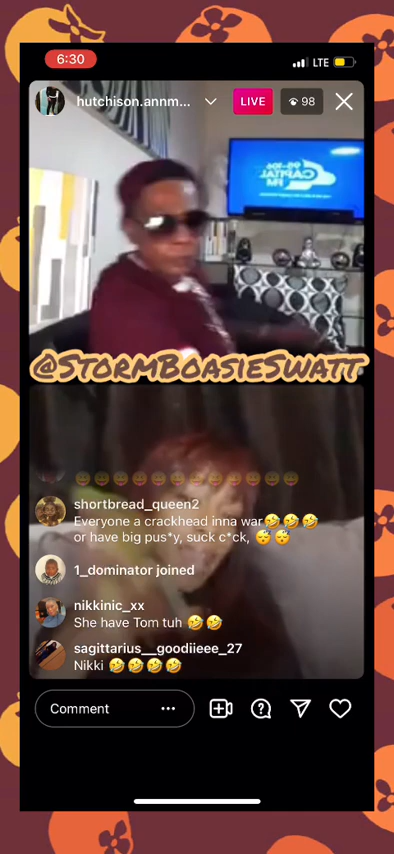 6:30
LTE
hutchison.annm...
LIVE
98
95-106
CAPITAL
FM
@STORMBOASIESWATT
😀😀😀😀😀😀😀😀😀😀😀😀
shortbread_queen2
Everyone a crackhead inna war🤣🤣🤣
or have big pus*y, suck c*ck, 😴😴
1_dominator joined
nikkinic_xx
She have Tom tuh 🤣🤣
sagittarius__goodiieee_27
Nikki 🤣🤣🤣🤣
Comment